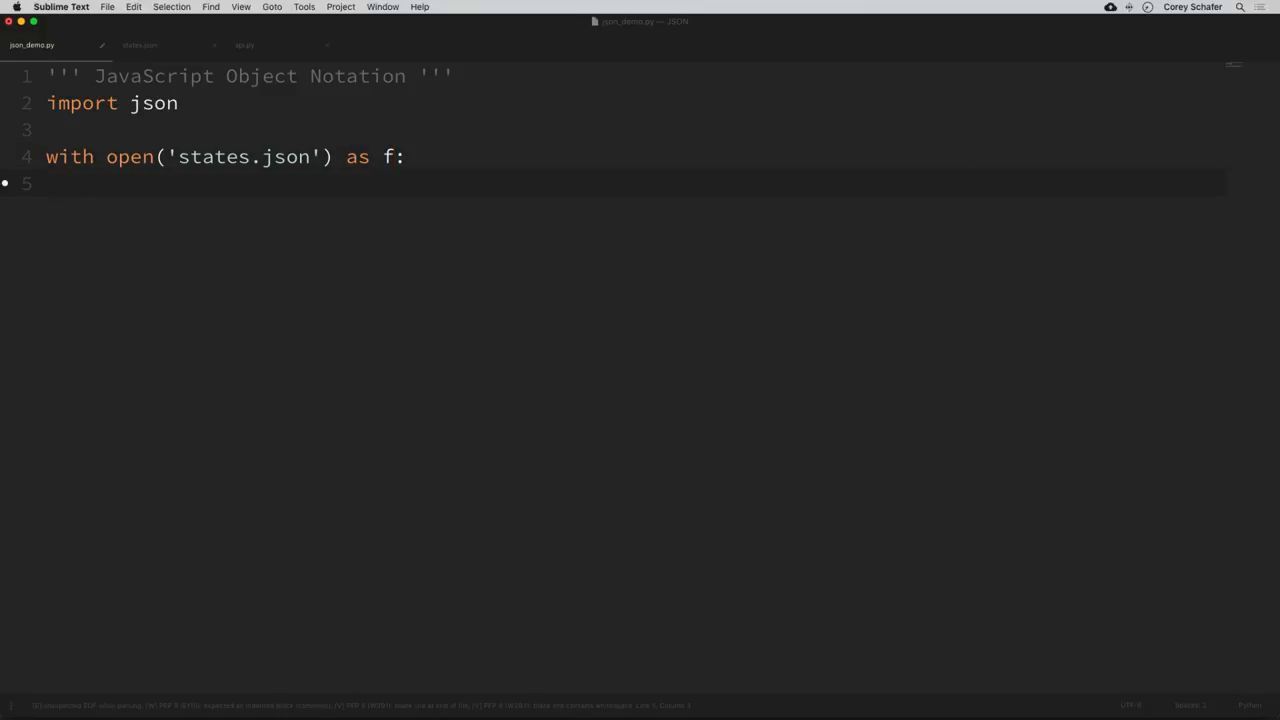 Sublime Text File Edit Selection Find View Goto Tools Project Window Help Corey Schafer
json_demo.py — JSON
json_demo.py states.json api.py
1 ''' JavaScript Object Notation '''
2 import json
3
4 with open('states.json') as f:
5
UTF-8 Spaces: 2 Python